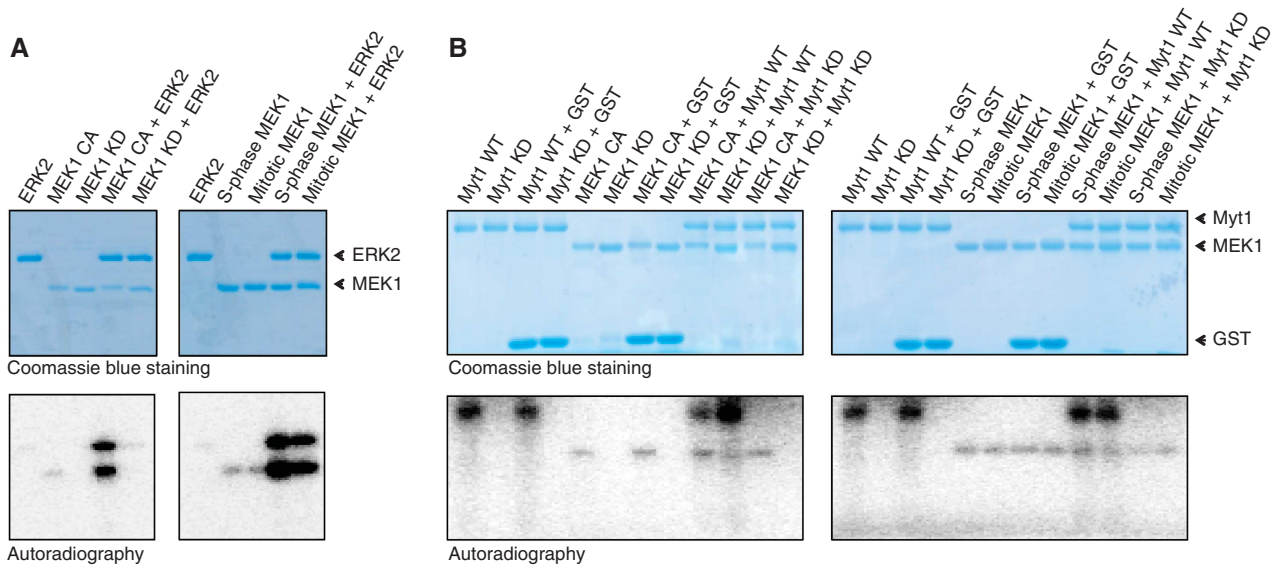 A
ERK2
MEK1 CA
MEK1 KD
MEK1 CA + ERK2
MEK1 KD + ERK2
ERK2
S-phase MEK1
Mitotic MEK1
S-phase MEK1 + ERK2
Mitotic MEK1 + ERK2
ERK2
MEK1
Coomassie blue staining
Autoradiography
B
Myt1 WT
Myt1 KD
Myt1 WT + GST
Myt1 KD + GST
MEK1 CA
MEK1 KD
MEK1 CA + GST
MEK1 KD + GST
MEK1 CA + Myt1 WT
MEK1 KD + Myt1 WT
MEK1 CA + Myt1 KD
MEK1 KD + Myt1 KD
Myt1 WT
Myt1 KD
Myt1 WT + GST
Myt1 KD + GST
S-phase MEK1
Mitotic MEK1
S-phase MEK1 + GST
Mitotic MEK1 + GST
S-phase MEK1 + Myt1 WT
Mitotic MEK1 + Myt1 WT
S-phase MEK1 + Myt1 KD
Mitotic MEK1 + Myt1 KD
Myt1
MEK1
GST
Coomassie blue staining
Autoradiography